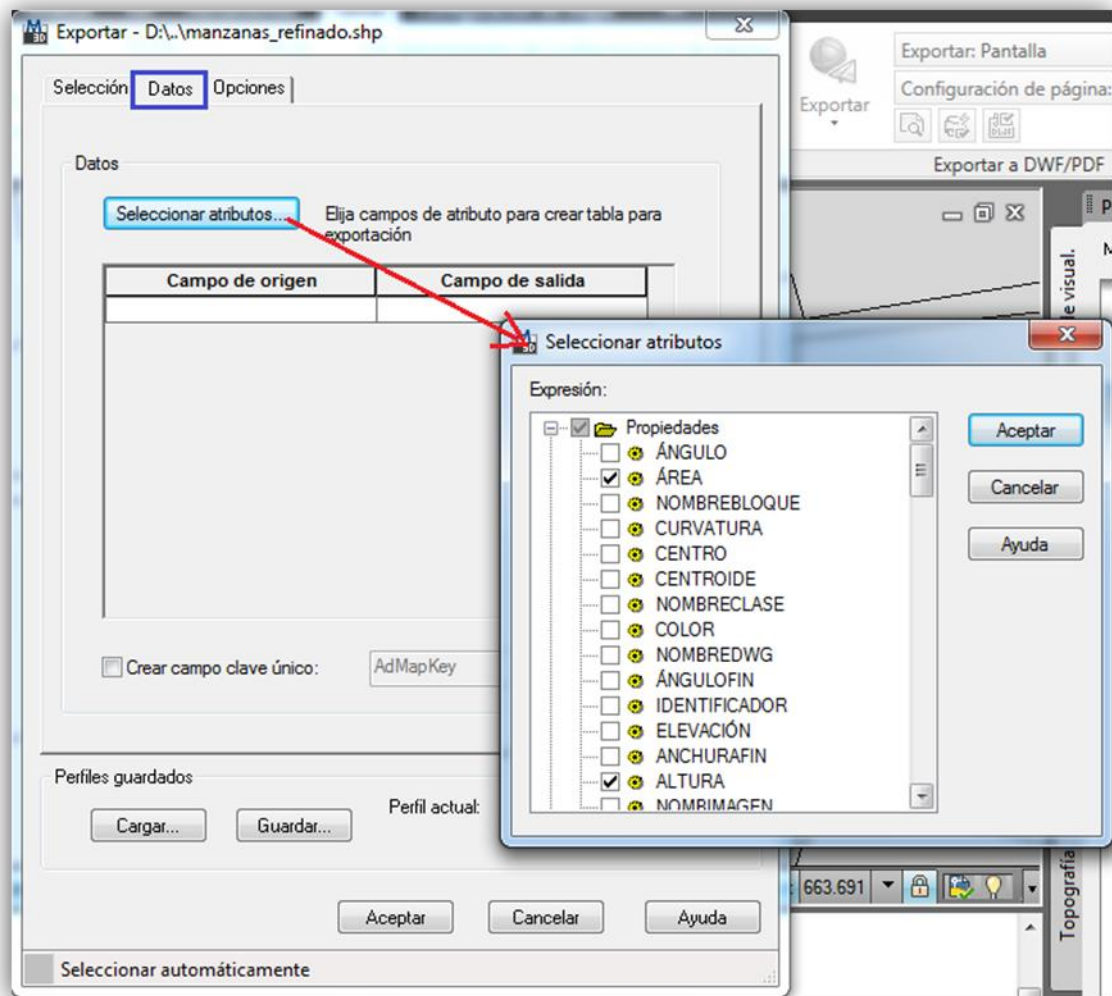 Exportar - D:\..\manzanas_refinado.shp
Selección Datos Opciones
Datos
Seleccionar atributos...
Elija campos de atributo para crear tabla para
exportación
Campo de origen Campo de salida
Crear campo clave único:
AdMapKey
Perfiles guardados
Cargar...
Guardar...
Perfil actual:
Aceptar
Cancelar
Ayuda
Seleccionar automáticamente
Seleccionar atributos
Expresión:
Propiedades
ÁNGULO
ÁREA
NOMBREBLOQUE
CURVATURA
CENTRO
CENTROIDE
NOMBRECLASE
COLOR
NOMBREDWG
ÁNGULOFIN
IDENTIFICADOR
ELEVACIÓN
ANCHURAFIN
ALTURA
NOMBIMAGEN
Aceptar
Cancelar
Ayuda
Exportar
Exportar: Pantalla
Configuración de página:
Exportar a DWF/PDF
P
M
e visual.
663.691
Topografía